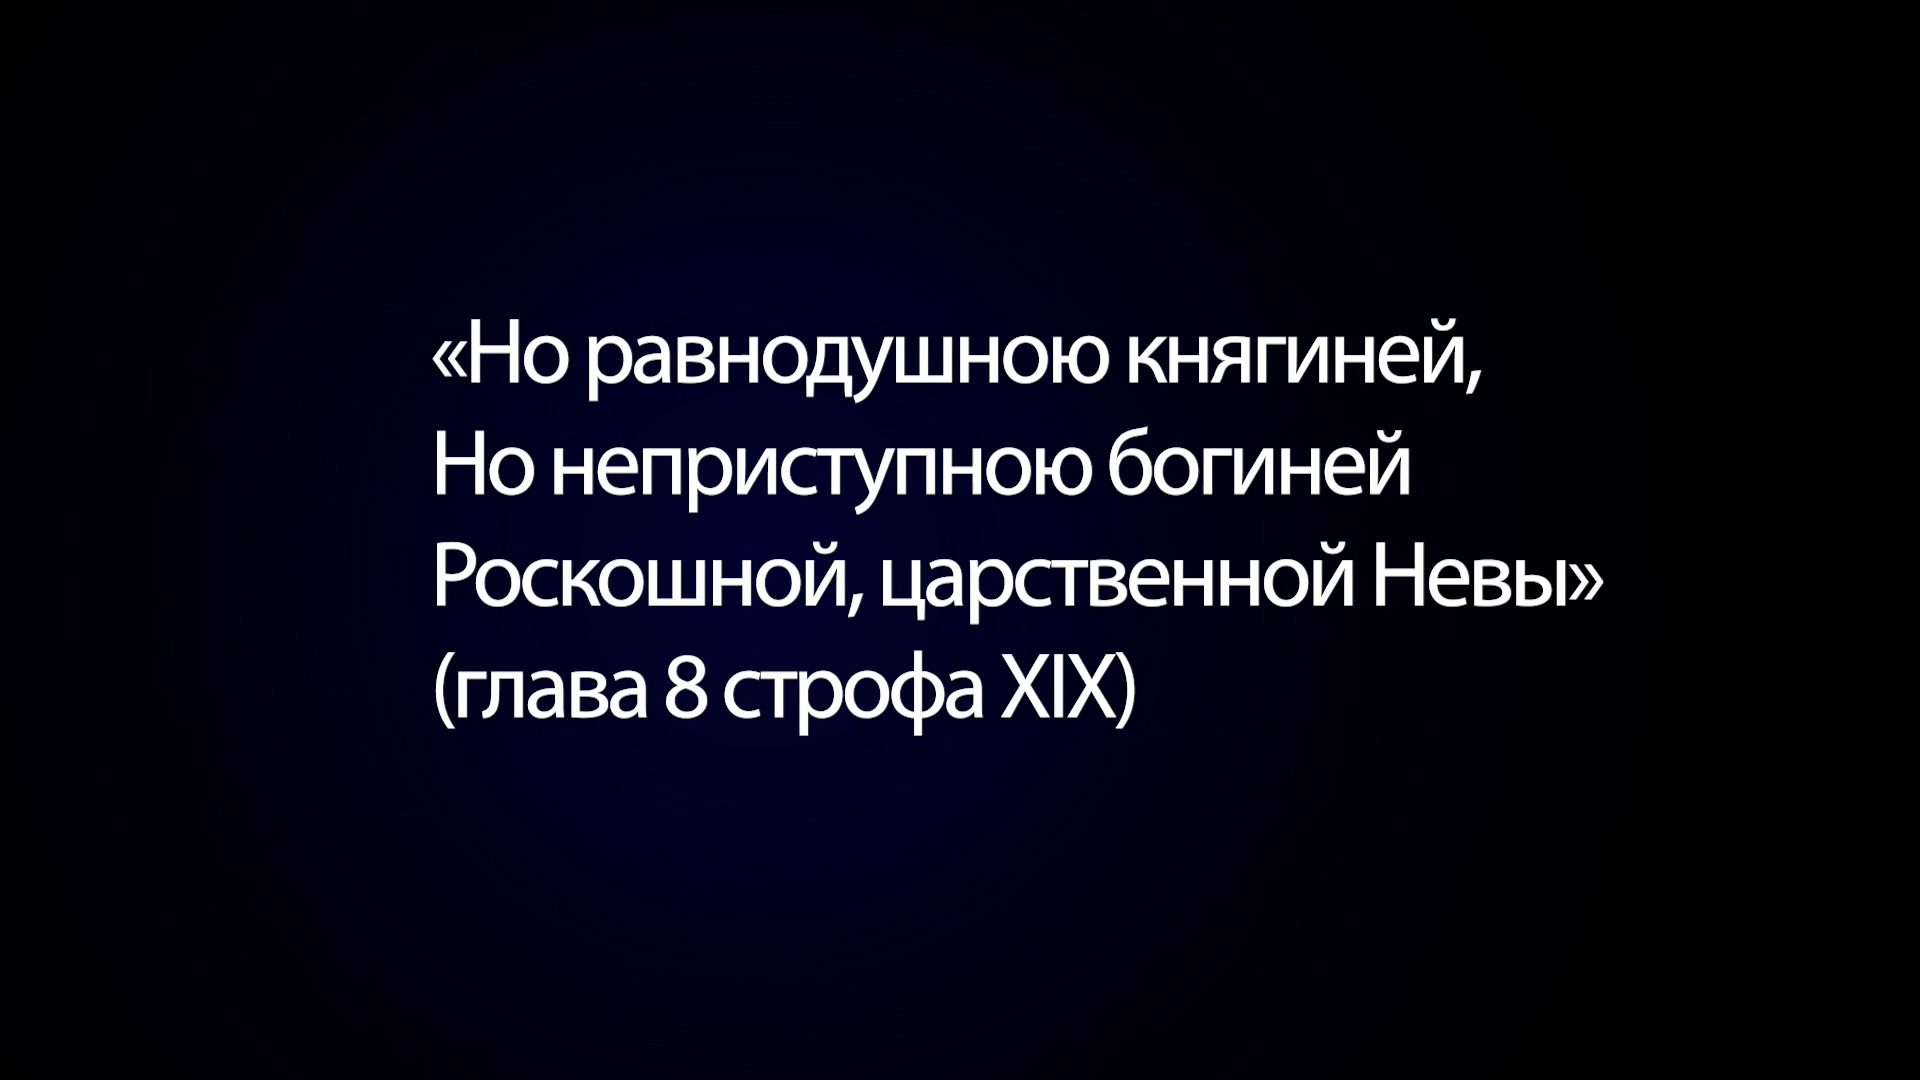 «Но равнодушною княгиней,
Но неприступною богиней
Роскошной, царственной Невы»
(глава 8 строфа XIX)